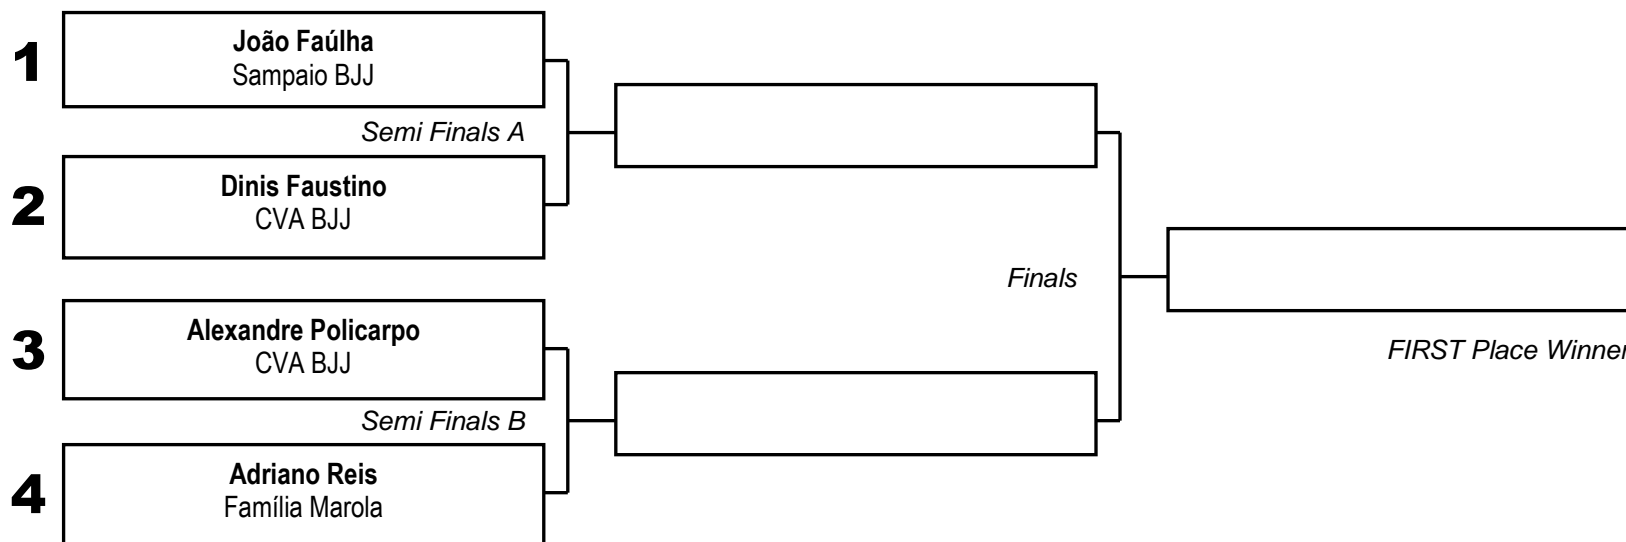 1
João Faúlha
Sampaio BJJ
Semi Finals A
2
Dinis Faustino
CVA BJJ
3
Alexandre Policarpo
CVA BJJ
Semi Finals B
4
Adriano Reis
Família Marola
Finals
FIRST Place Winner